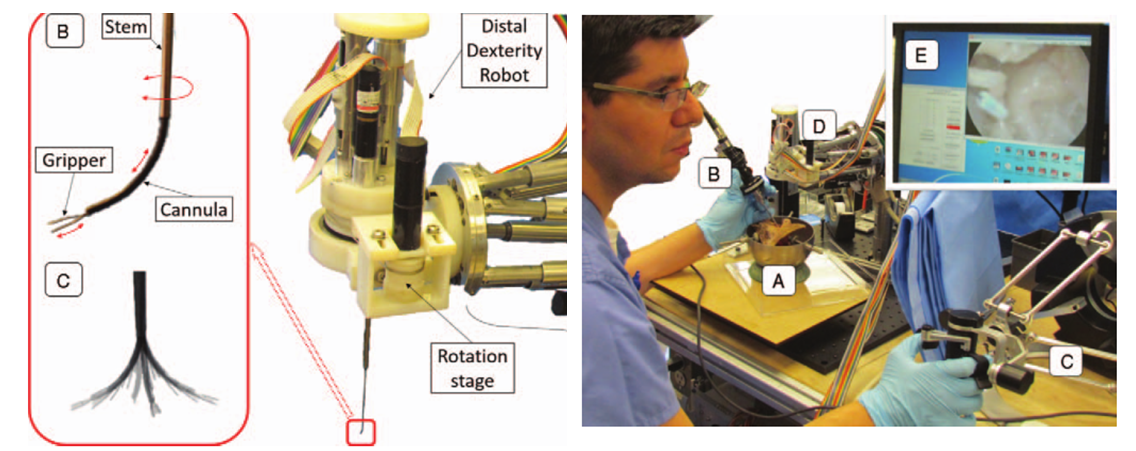 B
Stem
Gripper
Cannula
C
Distal
Dexterity
Robot
Rotation
stage
A
B
C
D
E